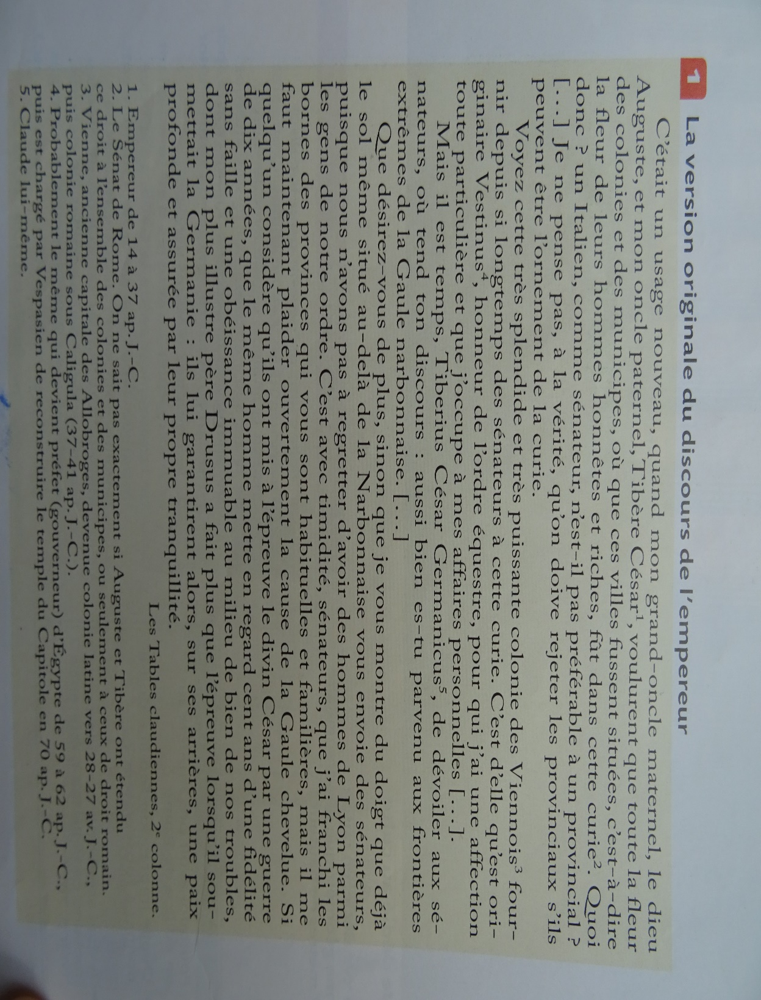 1 La version originale du discours de l'empereur
C'était un usage nouveau, quand mon grand-oncle maternel, le dieu
Auguste, et mon oncle paternel, Tibère César¹, voulurent que toute la fleur
des colonies et des municipes, où que ces villes fussent situées, c'est-à-dire
la fleur de leurs hommes honnêtes et riches, fût dans cette curie². Quoi
donc ? un Italien, comme sénateur, n'est-il pas préférable à un provincial ?
[…] Je ne pense pas, à la vérité, qu'on doive rejeter les provinciaux s'ils
peuvent être l'ornement de la curie.
Voyez cette très splendide et très puissante colonie des Viennois³ four-
nir depuis si longtemps des sénateurs à cette curie. C'est d'elle qu'est ori-
ginaire Vestinus⁴, honneur de l'ordre équestre, pour qui j'ai une affection
toute particulière et que j'occupe à mes affaires personnelles […].
Mais il est temps, Tiberius César Germanicus⁵, de dévoiler aux sé-
nateurs, où tend ton discours : aussi bien es-tu parvenu aux frontières
extrêmes de la Gaule narbonnaise. […]
Que désirez-vous de plus, sinon que je vous montre du doigt que déjà
le sol même situé au-delà de la Narbonnaise vous envoie des sénateurs,
puisque nous n'avons pas à regretter d'avoir des hommes de Lyon parmi
les gens de notre ordre. C'est avec timidité, sénateurs, que j'ai franchi les
bornes des provinces qui vous sont habituelles et familières, mais il me
faut maintenant plaider ouvertement la cause de la Gaule chevelue. Si
quelqu'un considère qu'ils ont mis à l'épreuve le divin César par une guerre
de dix années, que le même homme mette en regard cent ans d'une fidélité
sans faille et une obéissance immuable au milieu de bien de nos troubles,
dont mon plus illustre père Drusus a fait plus que l'épreuve lorsqu'il sou-
mettait la Germanie : ils lui garantirent alors, sur ses arrières, une paix
profonde et assurée par leur propre tranquillité.
Les Tables claudiennes, 2ᵉ colonne.
1. Empereur de 14 à 37 ap. J.-C.
2. Le Sénat de Rome. On ne sait pas exactement si Auguste et Tibère ont étendu
ce droit à l'ensemble des colonies et des municipes, ou seulement à ceux de droit romain.
3. Vienne, ancienne capitale des Allobroges, devenue colonie latine vers 28-27 av. J.-C.,
puis colonie romaine sous Caligula (37-41 ap. J.-C.).
4. Probablement le même qui devient préfet (gouverneur) d'Égypte de 59 à 62 ap. J.-C.,
puis est chargé par Vespasien de reconstruire le temple du Capitole en 70 ap. J.-C.
5. Claude lui-même.